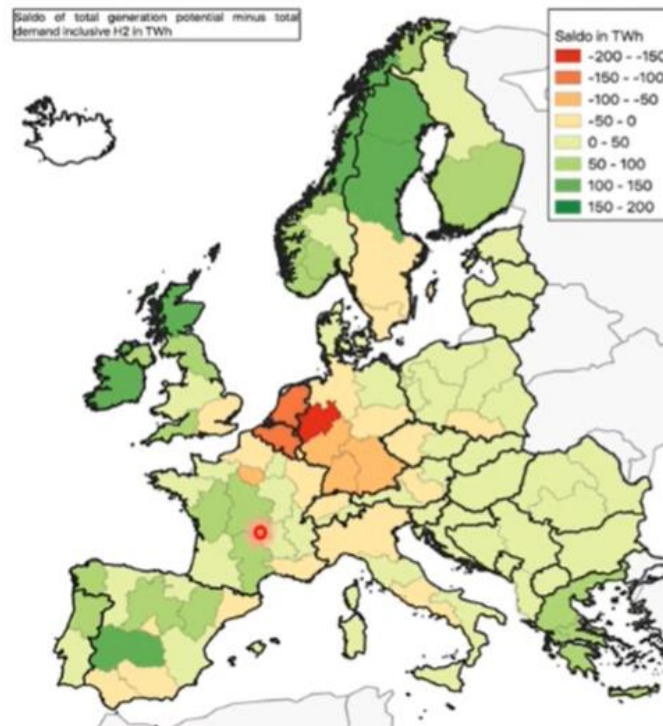 Saldo of total generation potential minus total
demand inclusive H2 in TWh
Saldo in TWh
-200 - -150
-150 - -100
-100 - -50
-50 - 0
0 - 50
50 - 100
100 - 150
150 - 200